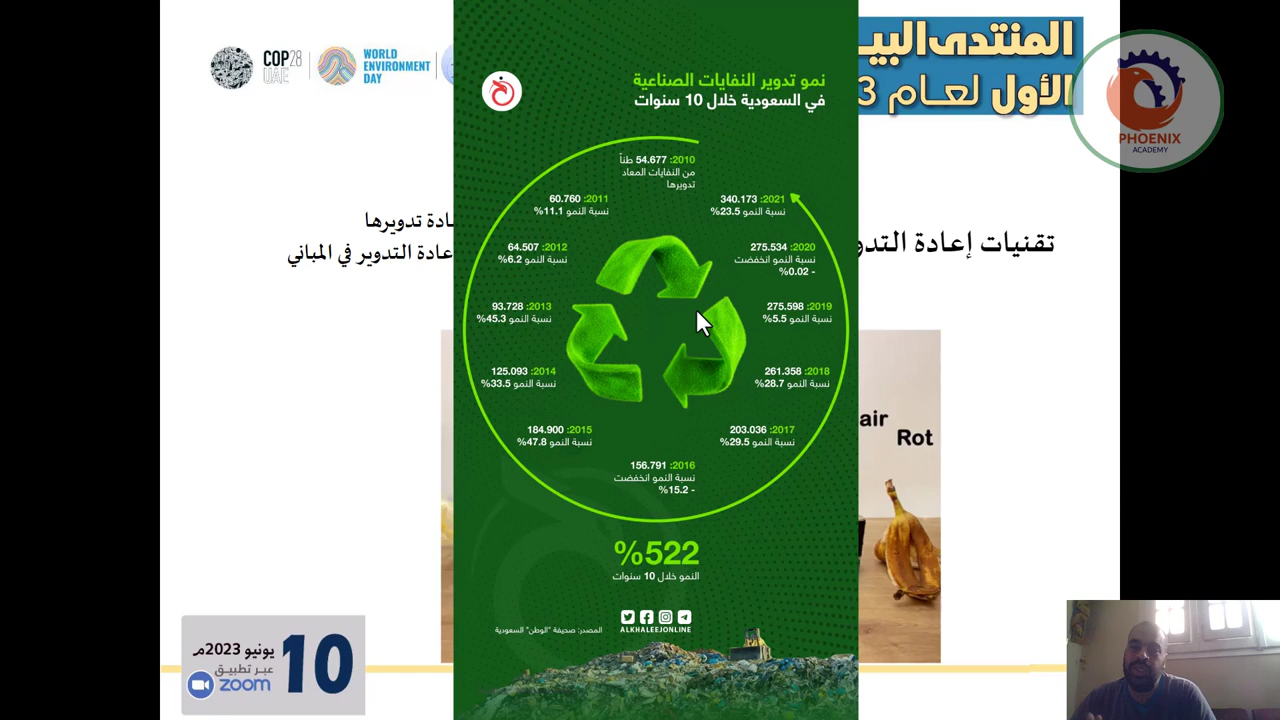 COP28
UAE
WORLD
ENVIRONMENT
DAY
المنتدى
الأول لعام
PHOENIX
ACADEMY
نمو تدوير النفايات الصناعية
في السعودية خلال 10 سنوات
2010: 54.677 طناً
من النفايات المعاد
تدويرها
2011: 60.760
نسبة النمو 11.1%
2012: 64.507
نسبة النمو 6.2%
2013: 93.728
نسبة النمو 45.3%
2014: 125.093
نسبة النمو 33.5%
2015: 184.900
نسبة النمو 47.8%
2016: 156.791
نسبة النمو انخفضت
- 15.2%
2017: 203.036
نسبة النمو 29.5%
2018: 261.358
نسبة النمو 28.7%
2019: 275.598
نسبة النمو 5.5%
2020: 275.534
نسبة النمو انخفضت
- 0.02%
2021: 340.173
نسبة النمو 23.5%
%522
النمو خلال 10 سنوات
ALKHALEEJONLINE
المصدر: صحيفة "الوطن" السعودية
تقنيات إعادة
تدويرها
التدوير في المباني
Rot
10
يونيو 2023م
عبر تطبيق
zoom